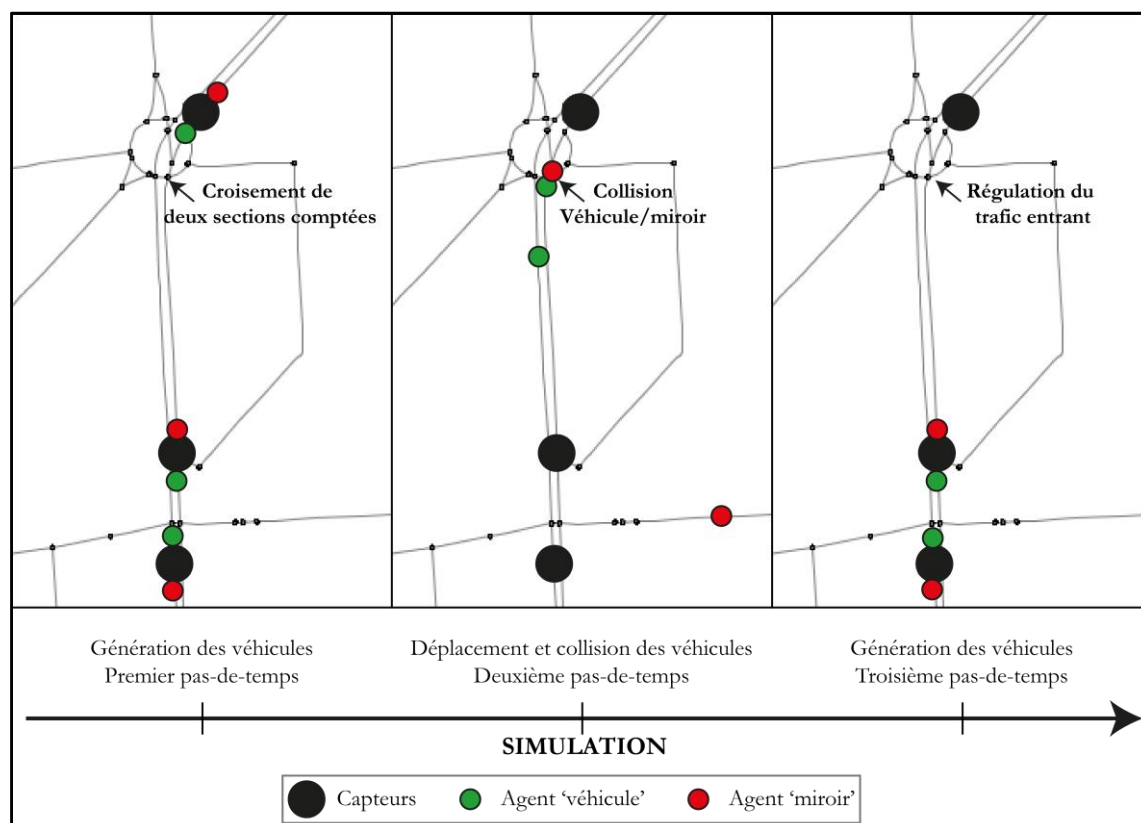 Croisement de
deux sections comptées
Collision
Véhicule/miroir
Régulation du
trafic entrant
Génération des véhicules
Premier pas-de-temps
Déplacement et collision des véhicules
Deuxième pas-de-temps
Génération des véhicules
Troisième pas-de-temps
SIMULATION
Capteurs
Agent ‘véhicule’
Agent ‘miroir’